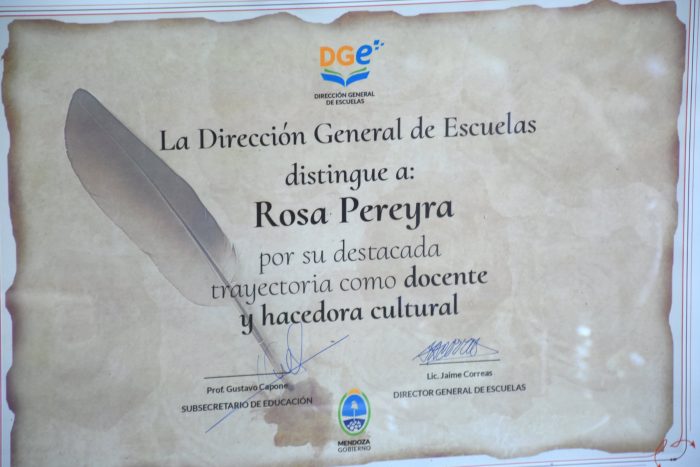 DGe
DIRECCIÓN GENERAL
DE ESCUELAS
La Dirección General de Escuelas
distingue a:
Rosa Pereyra
por su destacada
trayectoria como docente
y hacedora cultural
Prof. Gustavo Capone
SUBSECRETARIO DE EDUCACIÓN
Lic. Jaime Correas
DIRECTOR GENERAL DE ESCUELAS
MENDOZA
GOBIERNO